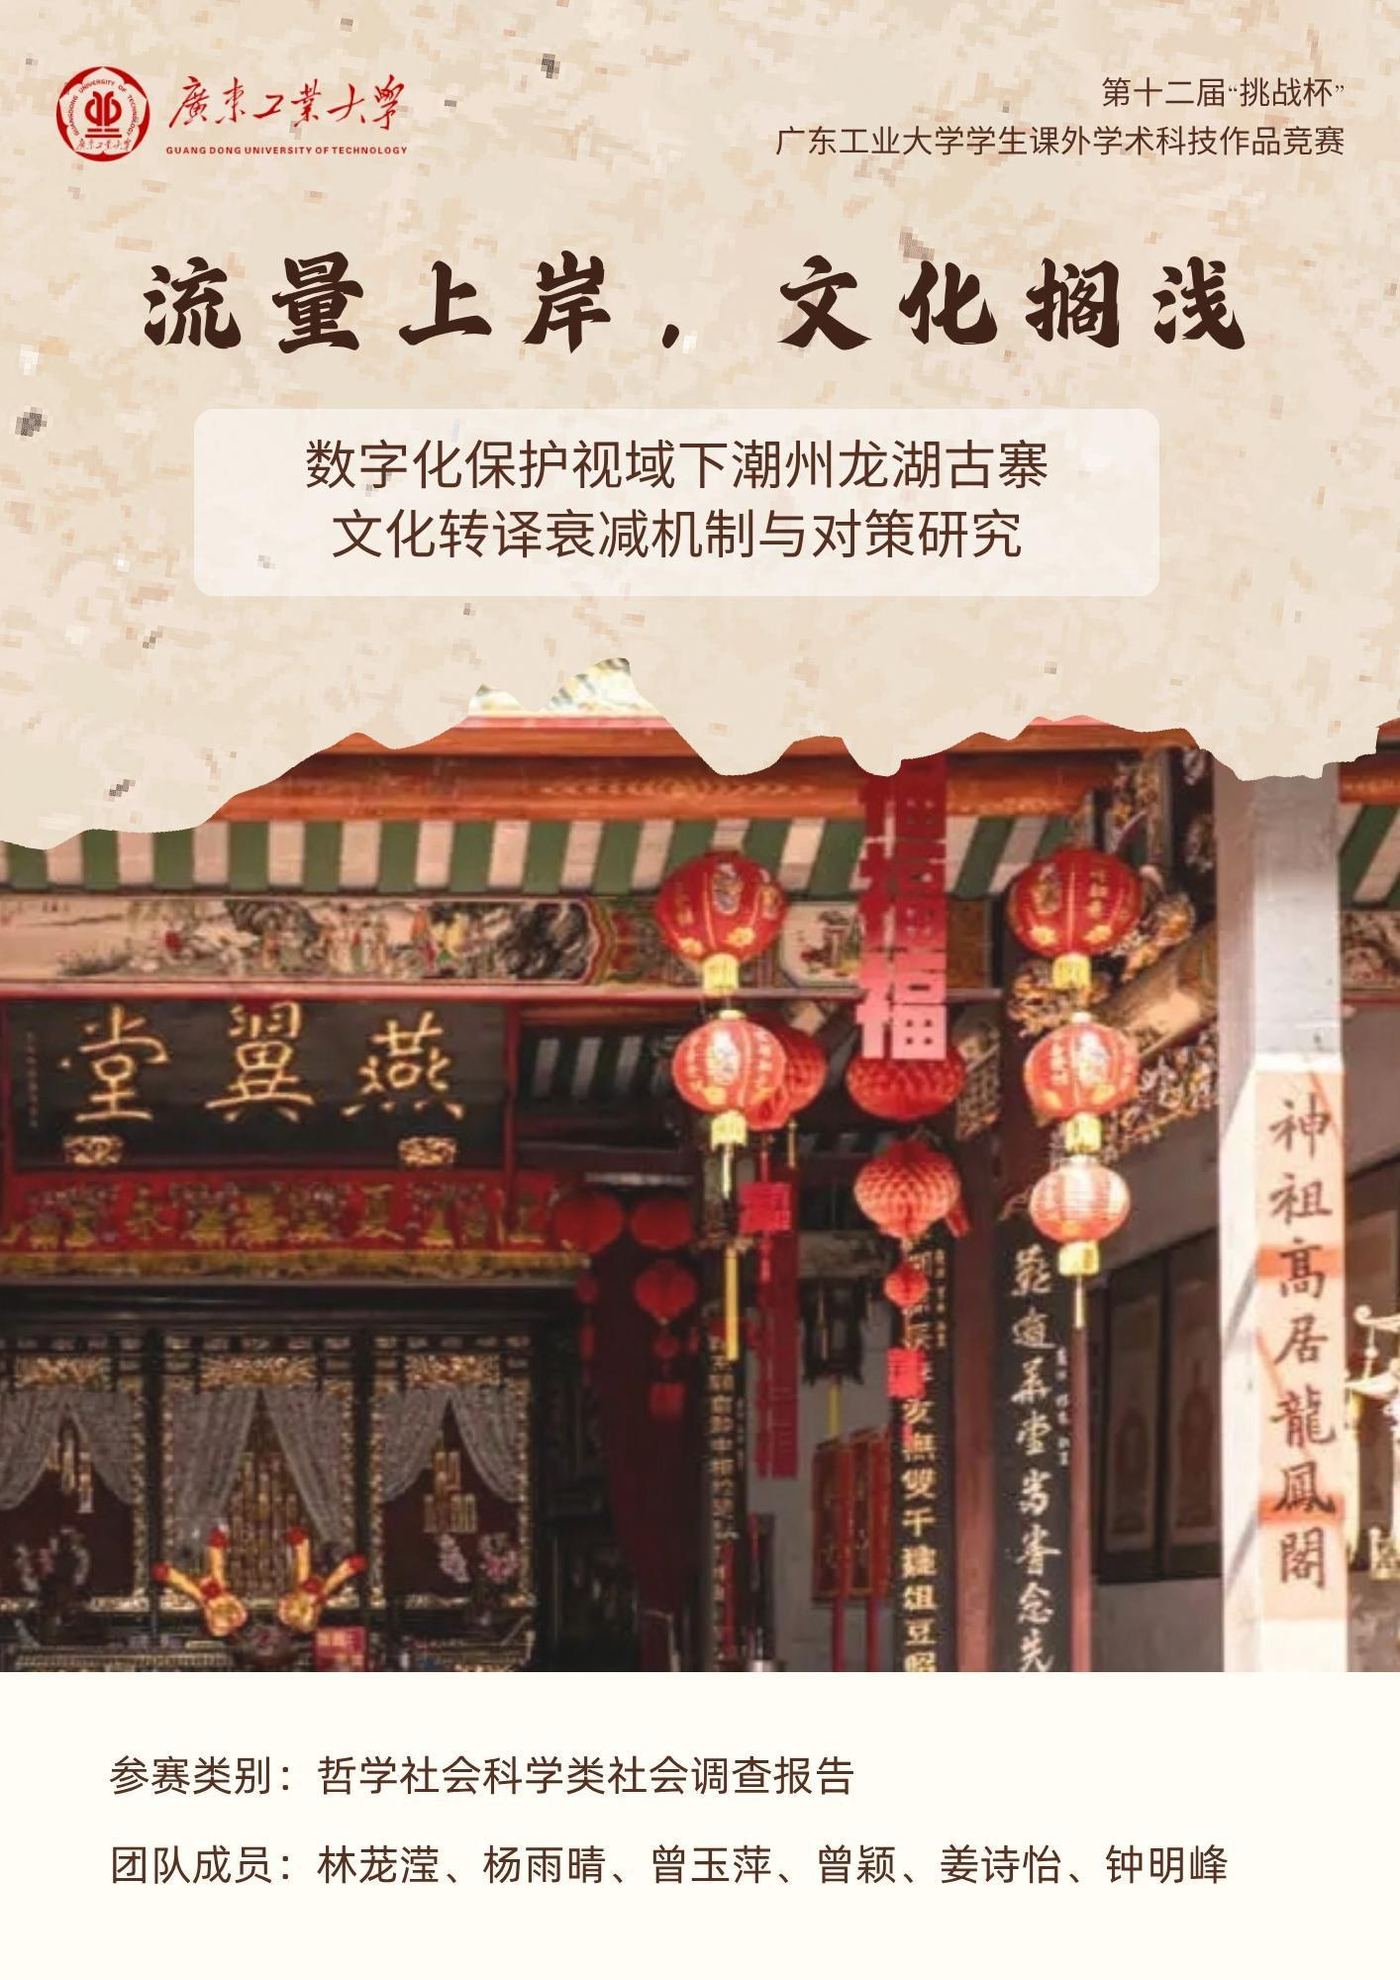 廣東工業大學
GUANG DONG UNIVERSITY OF TECHNOLOGY
第十二届“挑战杯”
广东工业大学学生课外学术科技作品竞赛
流量上岸，文化搁浅
数字化保护视域下潮州龙湖古寨
文化转译衰减机制与对策研究
福福福福
堂翼燕
神祖高居龍鳳閣
参赛类别：哲学社会科学类社会调查报告
团队成员：林茏滢、杨雨晴、曾玉萍、曾颖、姜诗怡、钟明峰